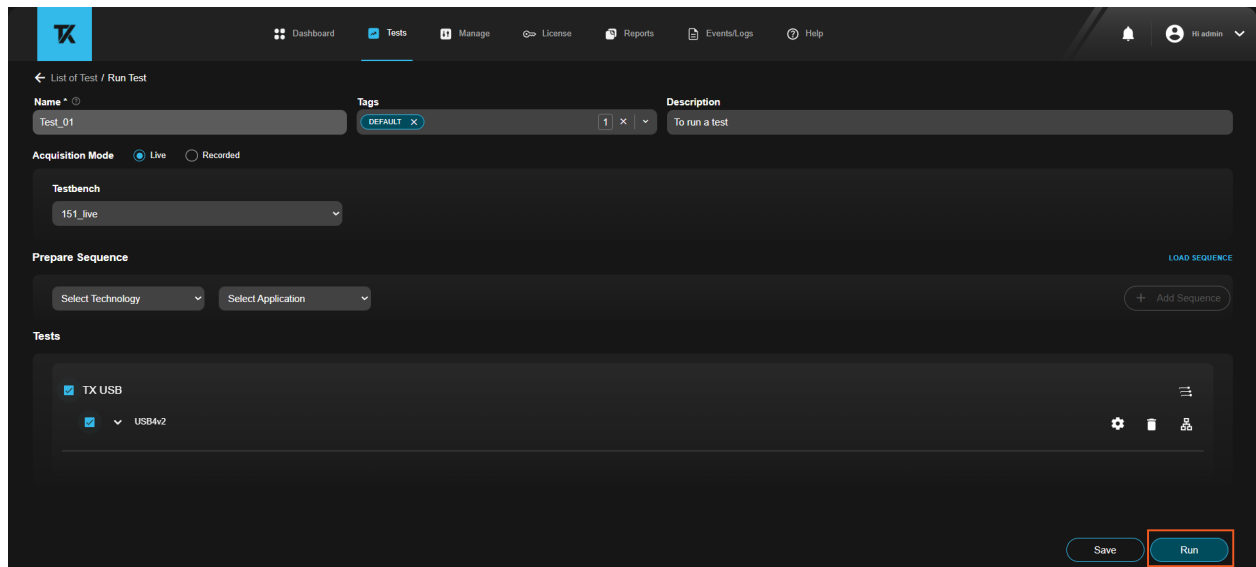 Dashboard Tests Manage License Reports Events/Logs Help Hi admin
List of Test / Run Test
Name * Tags Description
Test_01 DEFAULT 1 To run a test
Acquisition Mode Live Recorded
Testbench
151_live
Prepare Sequence LOAD SEQUENCE
Select Technology Select Application + Add Sequence
Tests
TX USB
USB4v2
Save Run